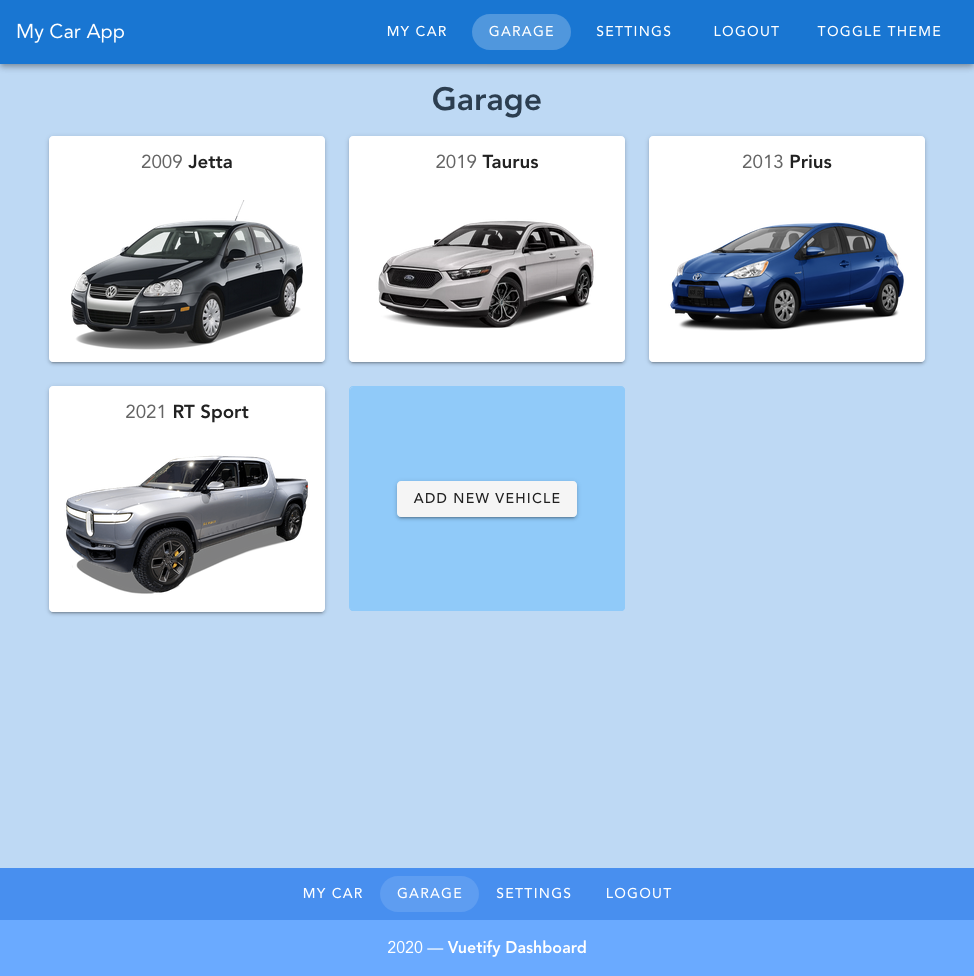 My Car App
MY CAR GARAGE SETTINGS LOGOUT TOGGLE THEME
Garage
2009 Jetta
2019 Taurus
2013 Prius
2021 RT Sport
ADD NEW VEHICLE
MY CAR GARAGE SETTINGS LOGOUT
2020 — Vuetify Dashboard